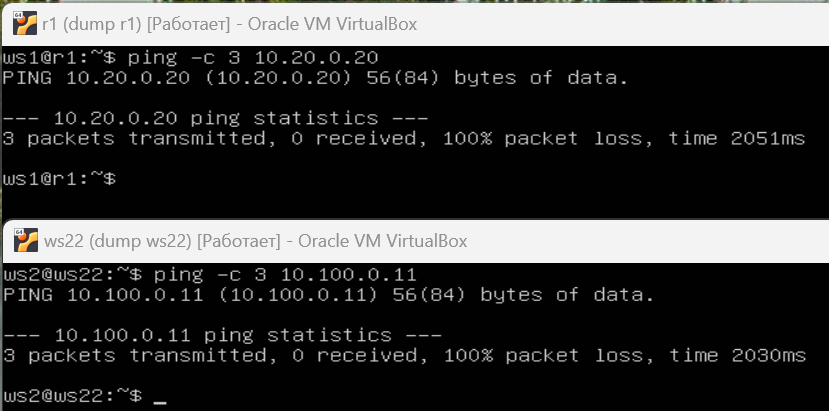 r1 (dump r1) [Работает] - Oracle VM VirtualBox
ws1@r1:~$ ping -c 3 10.20.0.20
PING 10.20.0.20 (10.20.0.20) 56(84) bytes of data.
--- 10.20.0.20 ping statistics ---
3 packets transmitted, 0 received, 100% packet loss, time 2051ms
ws1@r1:~$
ws22 (dump ws22) [Работает] - Oracle VM VirtualBox
ws2@ws22:~$ ping -c 3 10.100.0.11
PING 10.100.0.11 (10.100.0.11) 56(84) bytes of data.
--- 10.100.0.11 ping statistics ---
3 packets transmitted, 0 received, 100% packet loss, time 2030ms
ws2@ws22:~$ _